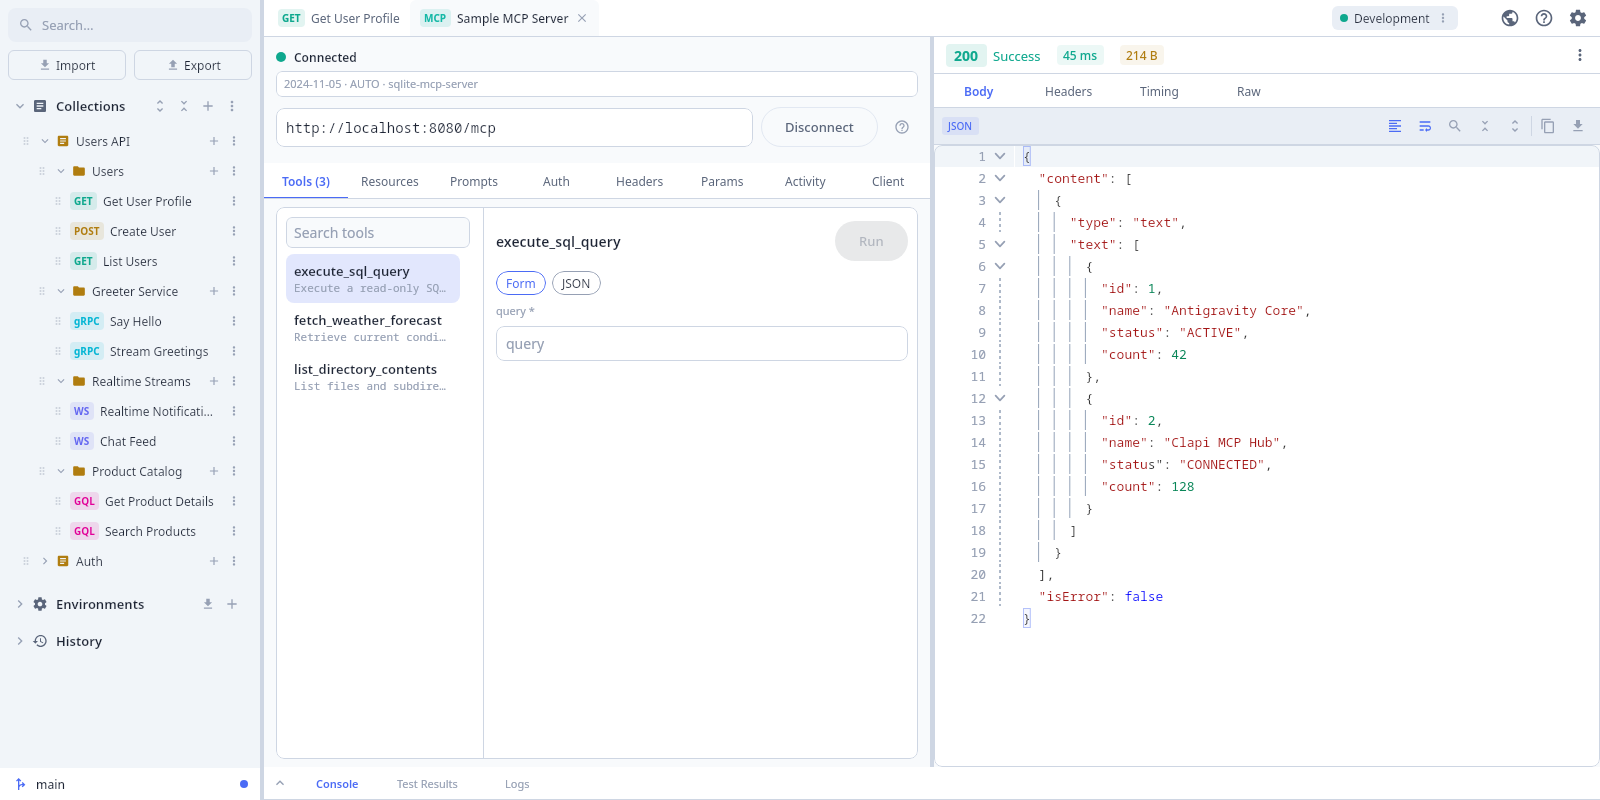 Search...
Import
Export
Collections
Users API
Users
GET Get User Profile
POST Create User
GET List Users
Greeter Service
gRPC Say Hello
gRPC Stream Greetings
Realtime Streams
WS Realtime Notificati...
WS Chat Feed
Product Catalog
GQL Get Product Details
GQL Search Products
Auth
Environments
History
main
GET Get User Profile
MCP Sample MCP Server
Development
Connected
2024-11-05 · AUTO · sqlite-mcp-server
http://localhost:8080/mcp
Disconnect
Tools (3)
Resources
Prompts
Auth
Headers
Params
Activity
Client
Search tools
execute_sql_query
Execute a read-only SQ…
fetch_weather_forecast
Retrieve current condi…
list_directory_contents
List files and subdire…
execute_sql_query
Run
Form
JSON
query *
query
Console
Test Results
Logs
200 Success 45 ms 214 B
Body
Headers
Timing
Raw
JSON
1 {
2 "content": [
3 {
4 "type": "text",
5 "text": [
6 {
7 "id": 1,
8 "name": "Antigravity Core",
9 "status": "ACTIVE",
10 "count": 42
11 },
12 {
13 "id": 2,
14 "name": "Clapi MCP Hub",
15 "status": "CONNECTED",
16 "count": 128
17 }
18 ]
19 }
20 ],
21 "isError": false
22 }